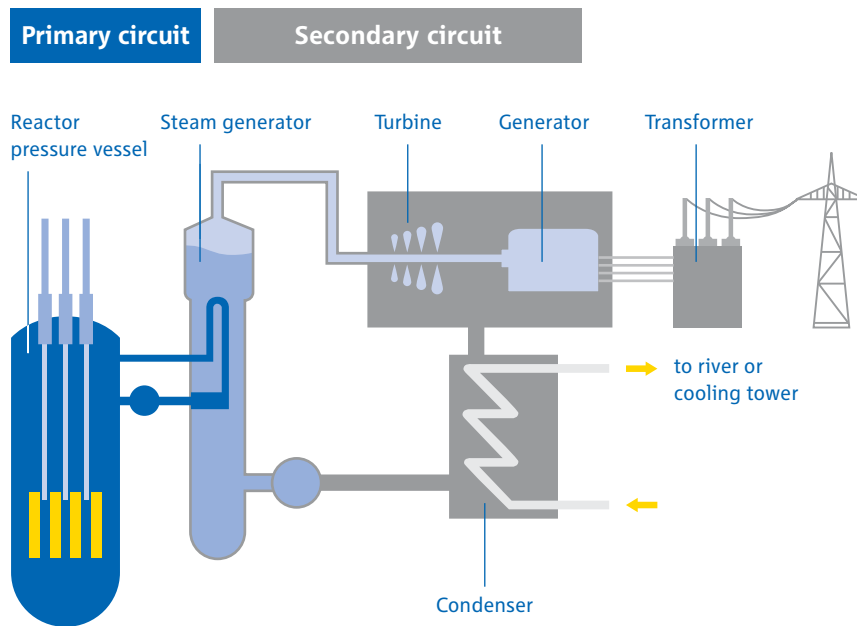 Primary circuit
Secondary circuit
Reactor
pressure vessel
Steam generator
Turbine
Generator
Transformer
to river or
cooling tower
Condenser